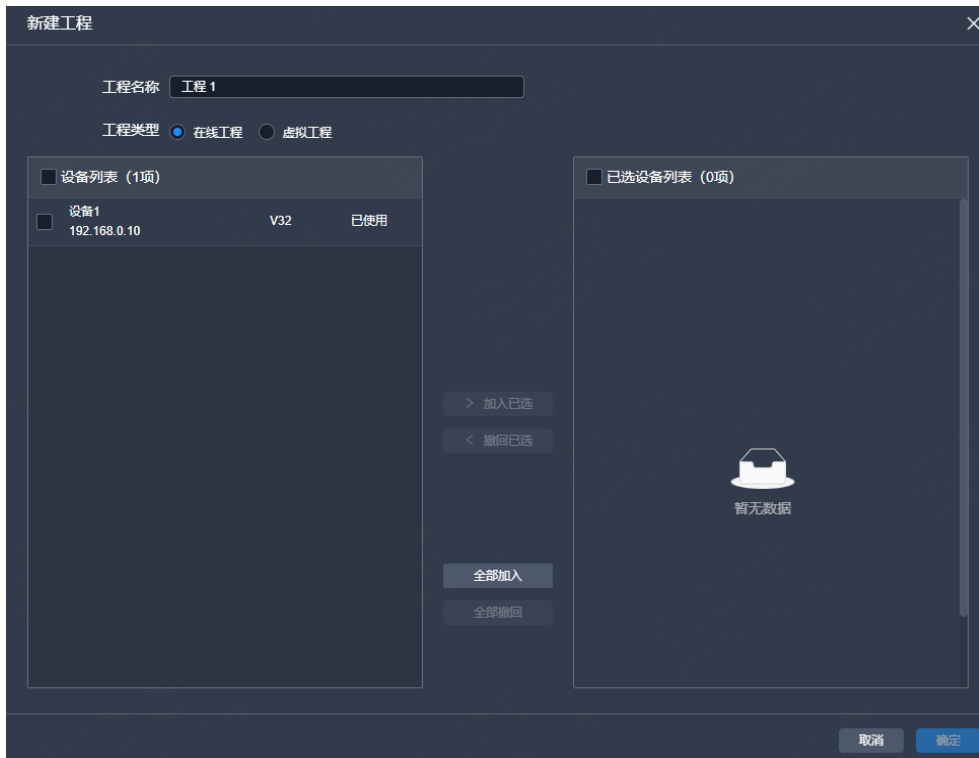 新建工程
工程名称 工程 1
工程类型 在线工程 虚拟工程
设备列表（1项）
设备1
192.168.0.10
V32
已使用
> 加入已选
< 撤回已选
全部加入
全部撤回
已选设备列表（0项）
暂无数据
取消 确定